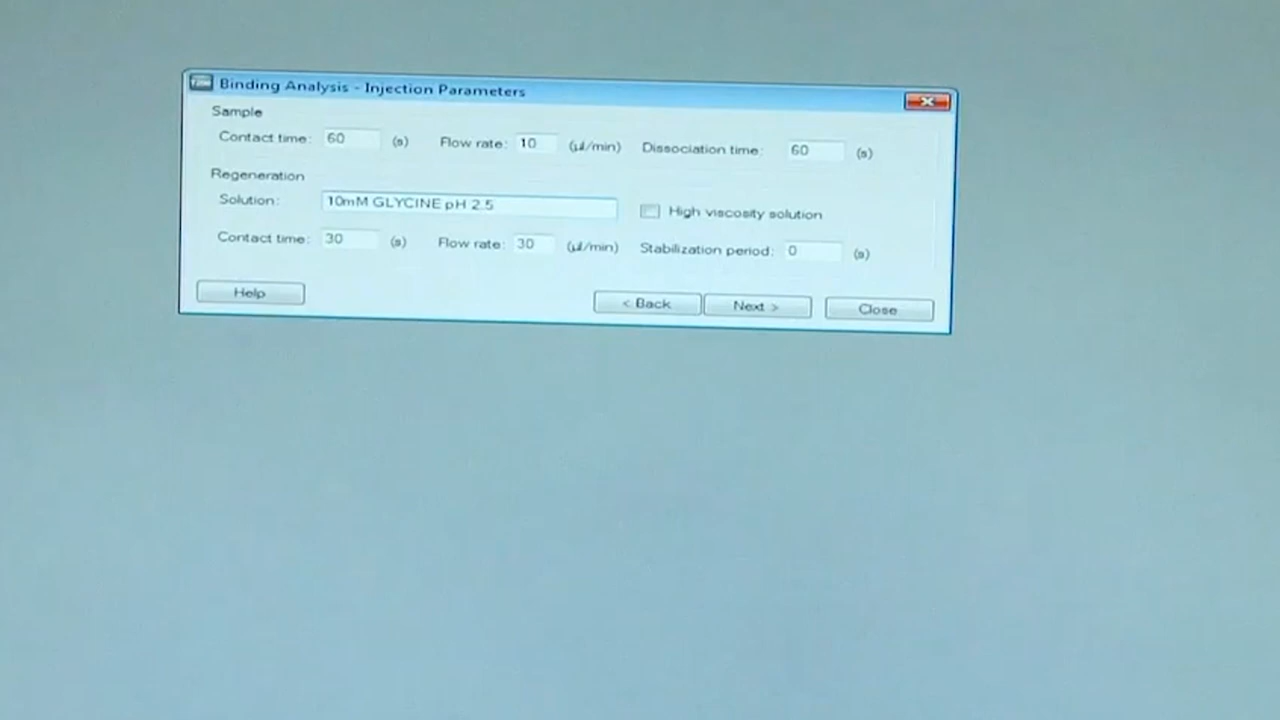 Binding Analysis - Injection Parameters
Sample
Contact time: 60 (s) Flow rate: 10 (µl/min) Dissociation time: 60 (s)
Regeneration
Solution: 10mM GLYCINE pH 2.5 High viscosity solution
Contact time: 30 (s) Flow rate: 30 (µl/min) Stabilization period: 0 (s)
Help < Back Next > Close